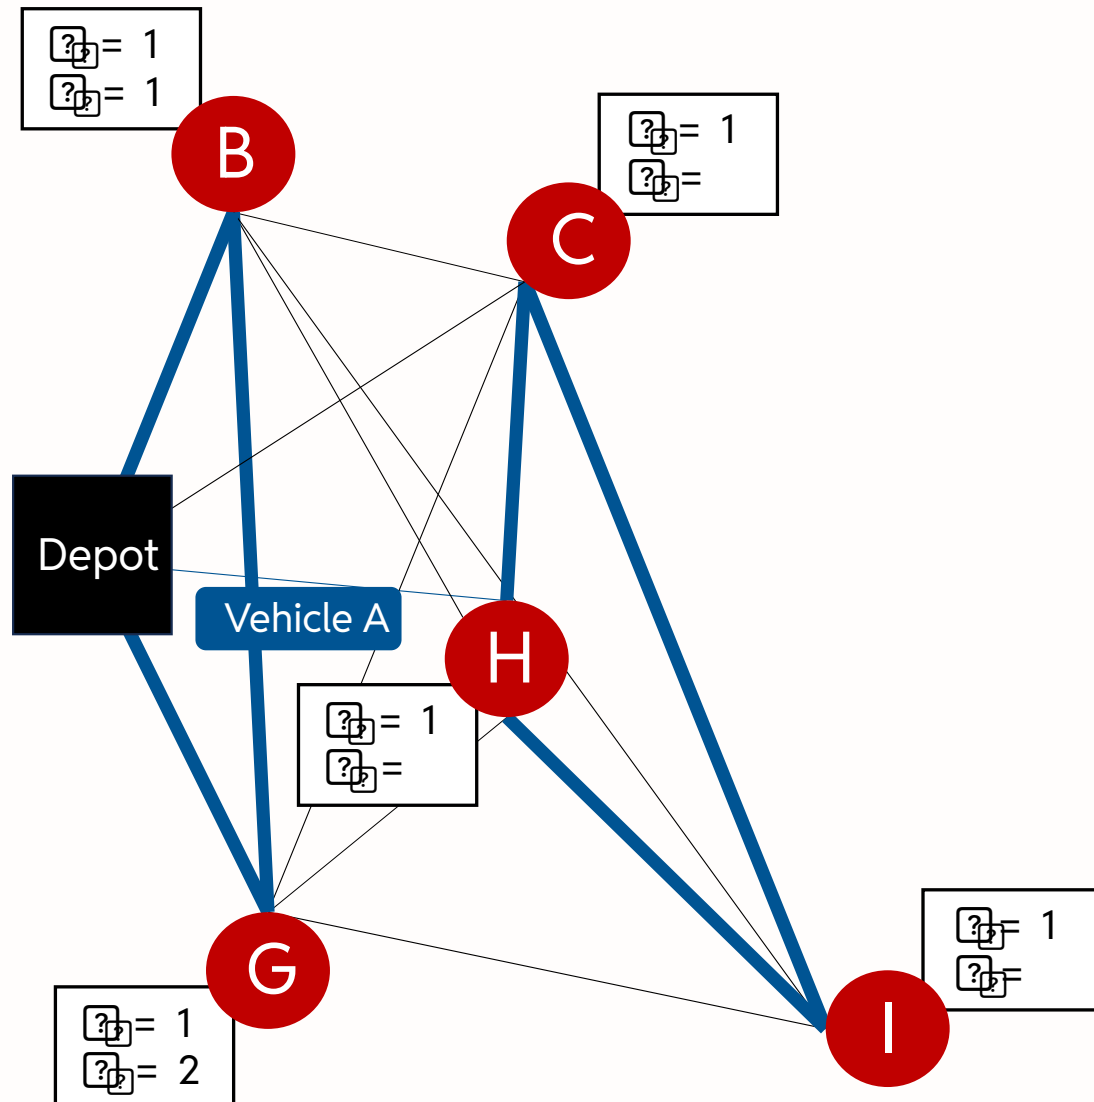 = 1
= 1
B
= 1
=
C
Depot
Vehicle A
H
= 1
=
= 1
=
G
I
= 1
= 2